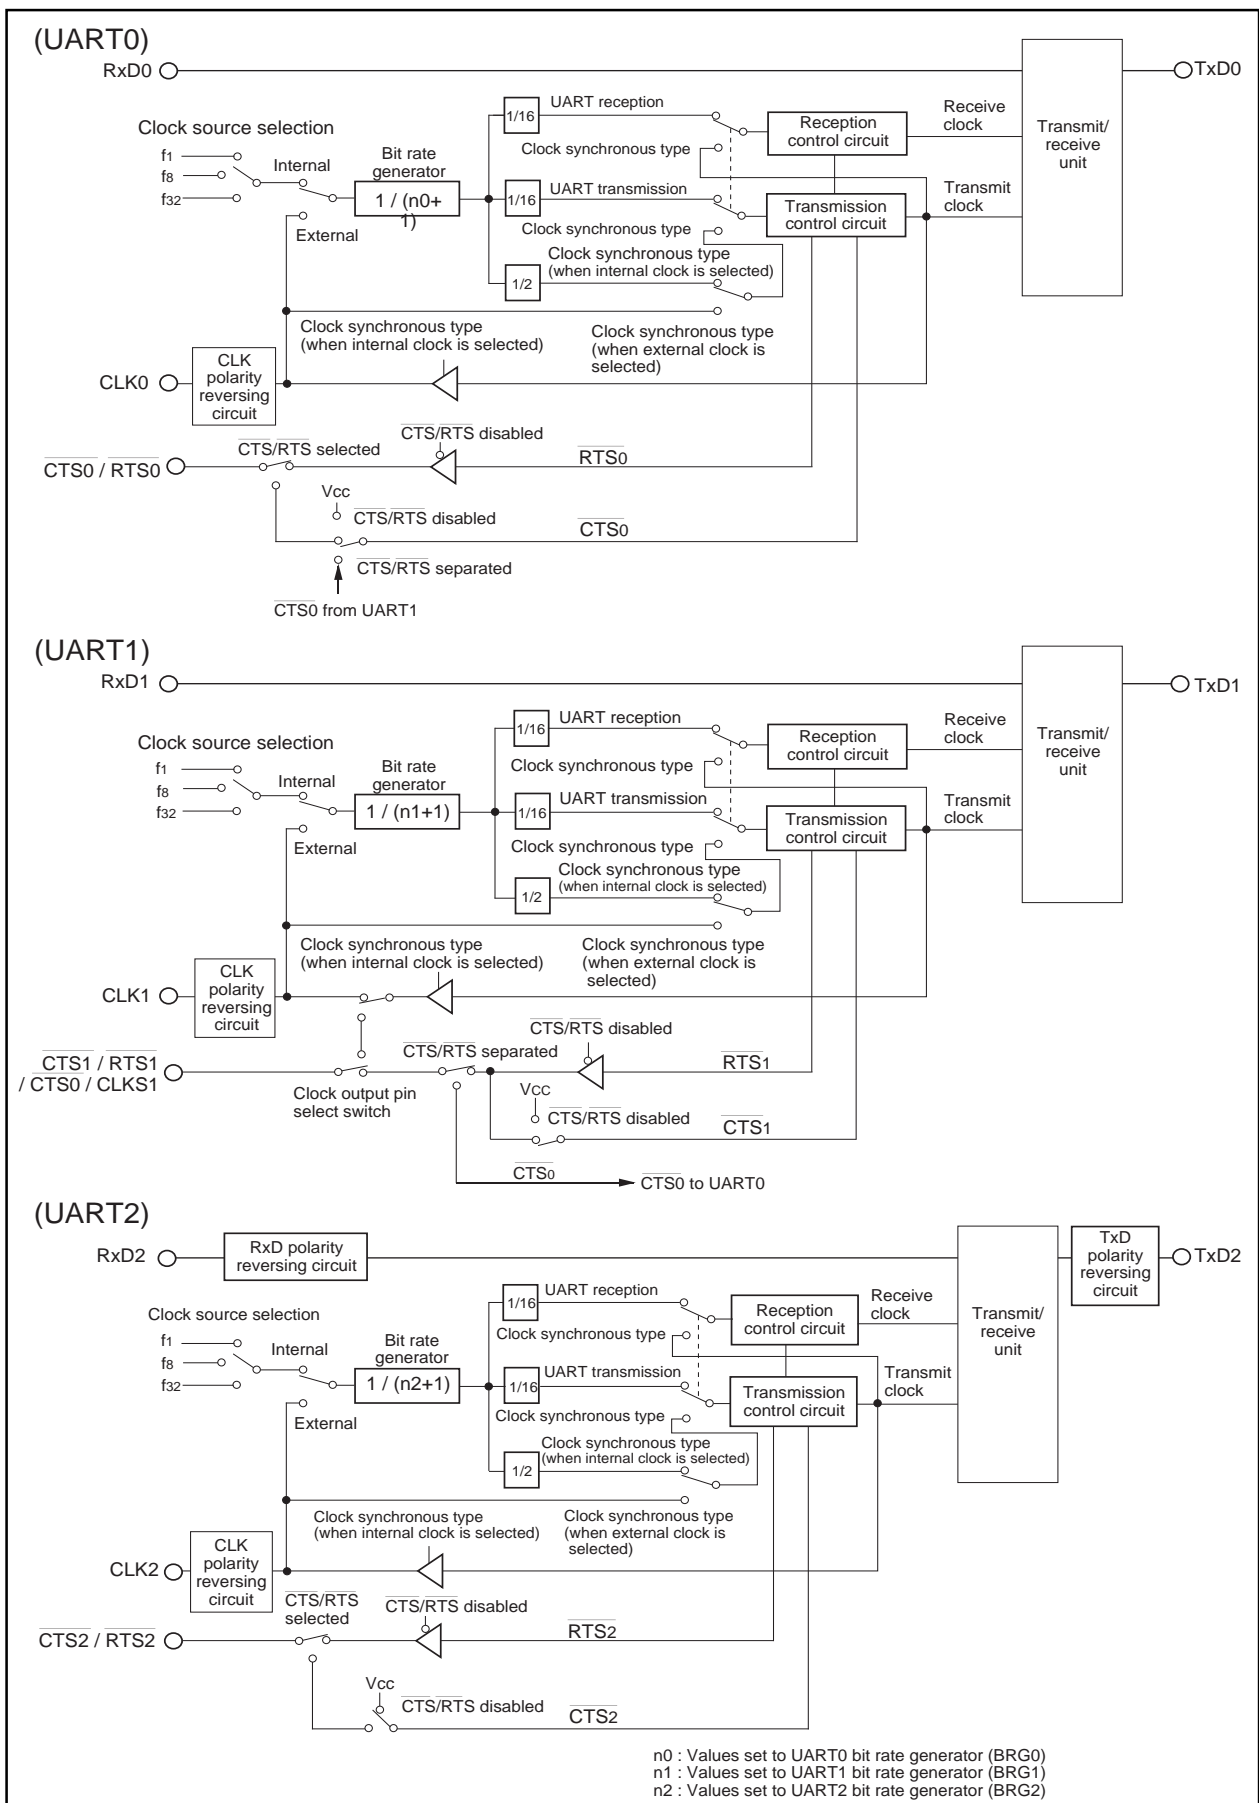 (UART0)
RxD0
TxD0
Clock source selection
f1
f8
f32
Internal
External
Bit rate
generator
1 / (n0+
1)
1/16
UART reception
Clock synchronous type
1/16
UART transmission
Clock synchronous type
1/2
Clock synchronous type
(when internal clock is selected)
Reception
control circuit
Transmission
control circuit
Receive
clock
Transmit
clock
Transmit/
receive
unit
Clock synchronous type
(when internal clock is selected)
Clock synchronous type
(when external clock is
selected)
CLK0
CLK
polarity
reversing
circuit
CTS0 / RTS0
CTS/RTS selected
CTS/RTS disabled
RTS0
Vcc
CTS/RTS disabled
CTS0
CTS/RTS separated
CTS0 from UART1
(UART1)
RxD1
TxD1
Clock source selection
f1
f8
f32
Internal
External
Bit rate
generator
1 / (n1+1)
1/16
UART reception
Clock synchronous type
1/16
UART transmission
Clock synchronous type
1/2
Clock synchronous type
(when internal clock is selected)
Reception
control circuit
Transmission
control circuit
Receive
clock
Transmit
clock
Transmit/
receive
unit
Clock synchronous type
(when internal clock is selected)
Clock synchronous type
(when external clock is
selected)
CLK1
CLK
polarity
reversing
circuit
CTS1 / RTS1
/ CTS0 / CLKS1
Clock output pin
select switch
CTS/RTS separated
CTS/RTS disabled
RTS1
VCC
CTS/RTS disabled
CTS1
CTS0
CTS0 to UART0
(UART2)
RxD2
RxD polarity
reversing circuit
TxD
polarity
reversing
circuit
TxD2
Clock source selection
f1
f8
f32
Internal
External
Bit rate
generator
1 / (n2+1)
1/16
UART reception
Clock synchronous type
1/16
UART transmission
Clock synchronous type
1/2
Clock synchronous type
(when internal clock is selected)
Reception
control circuit
Transmission
control circuit
Receive
clock
Transmit
clock
Transmit/
receive
unit
Clock synchronous type
(when internal clock is selected)
Clock synchronous type
(when external clock is
selected)
CLK2
CLK
polarity
reversing
circuit
CTS2 / RTS2
CTS/RTS
selected
CTS/RTS disabled
RTS2
Vcc
CTS/RTS disabled
CTS2
n0 : Values set to UART0 bit rate generator (BRG0)
n1 : Values set to UART1 bit rate generator (BRG1)
n2 : Values set to UART2 bit rate generator (BRG2)